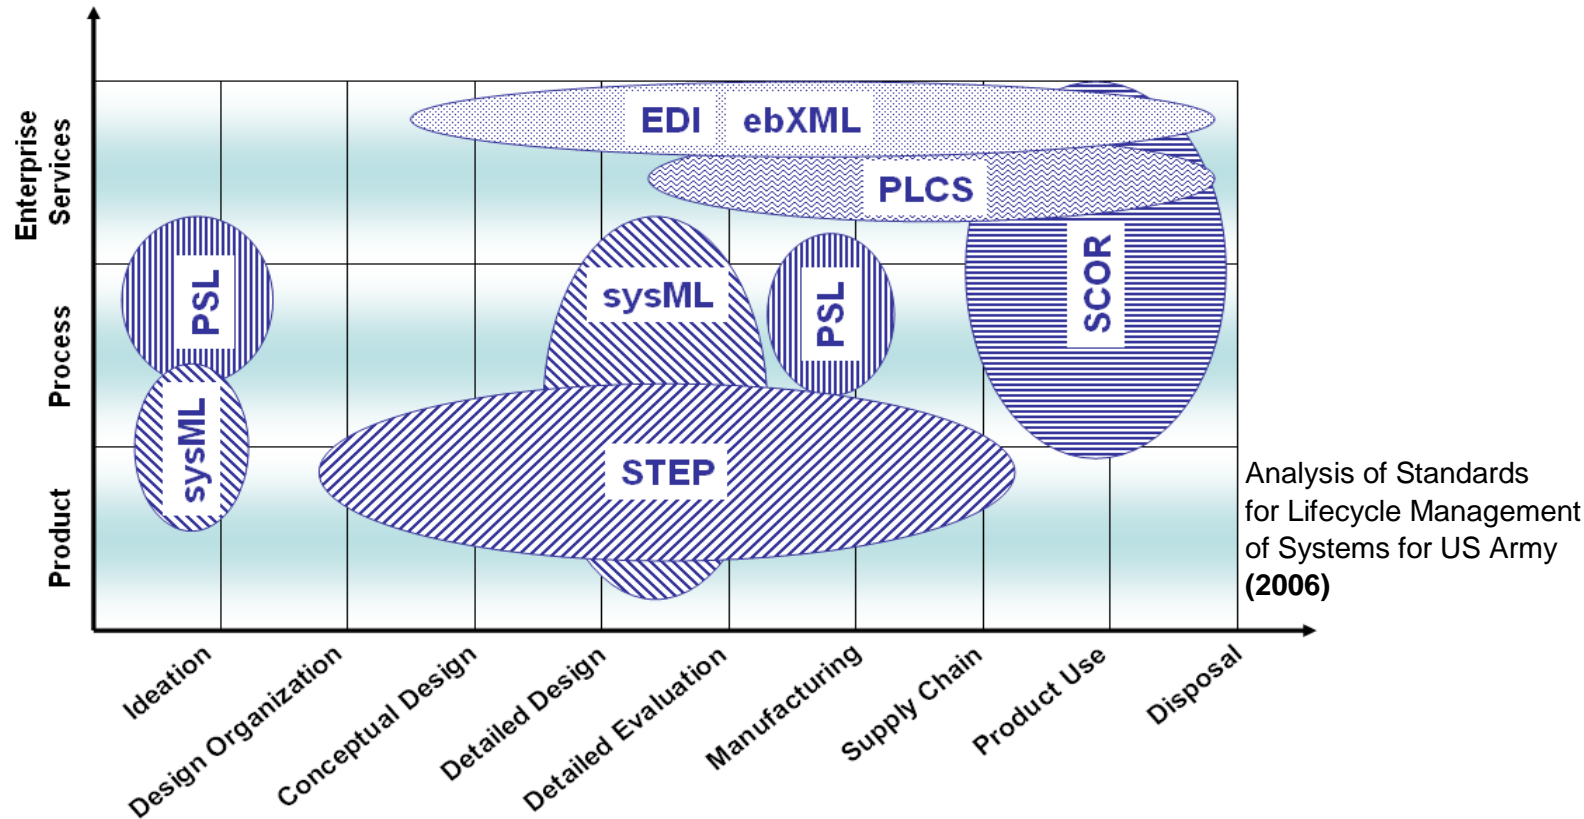 Enterprise
Services
EDI ebXML
PLCS
PSL
sysML
PSL
SCOR
Process
sysML
STEP
Product
Analysis of Standards
for Lifecycle Management
of Systems for US Army
(2006)
Ideation
Design Organization
Conceptual Design
Detailed Design
Detailed Evaluation
Manufacturing
Supply Chain
Product Use
Disposal